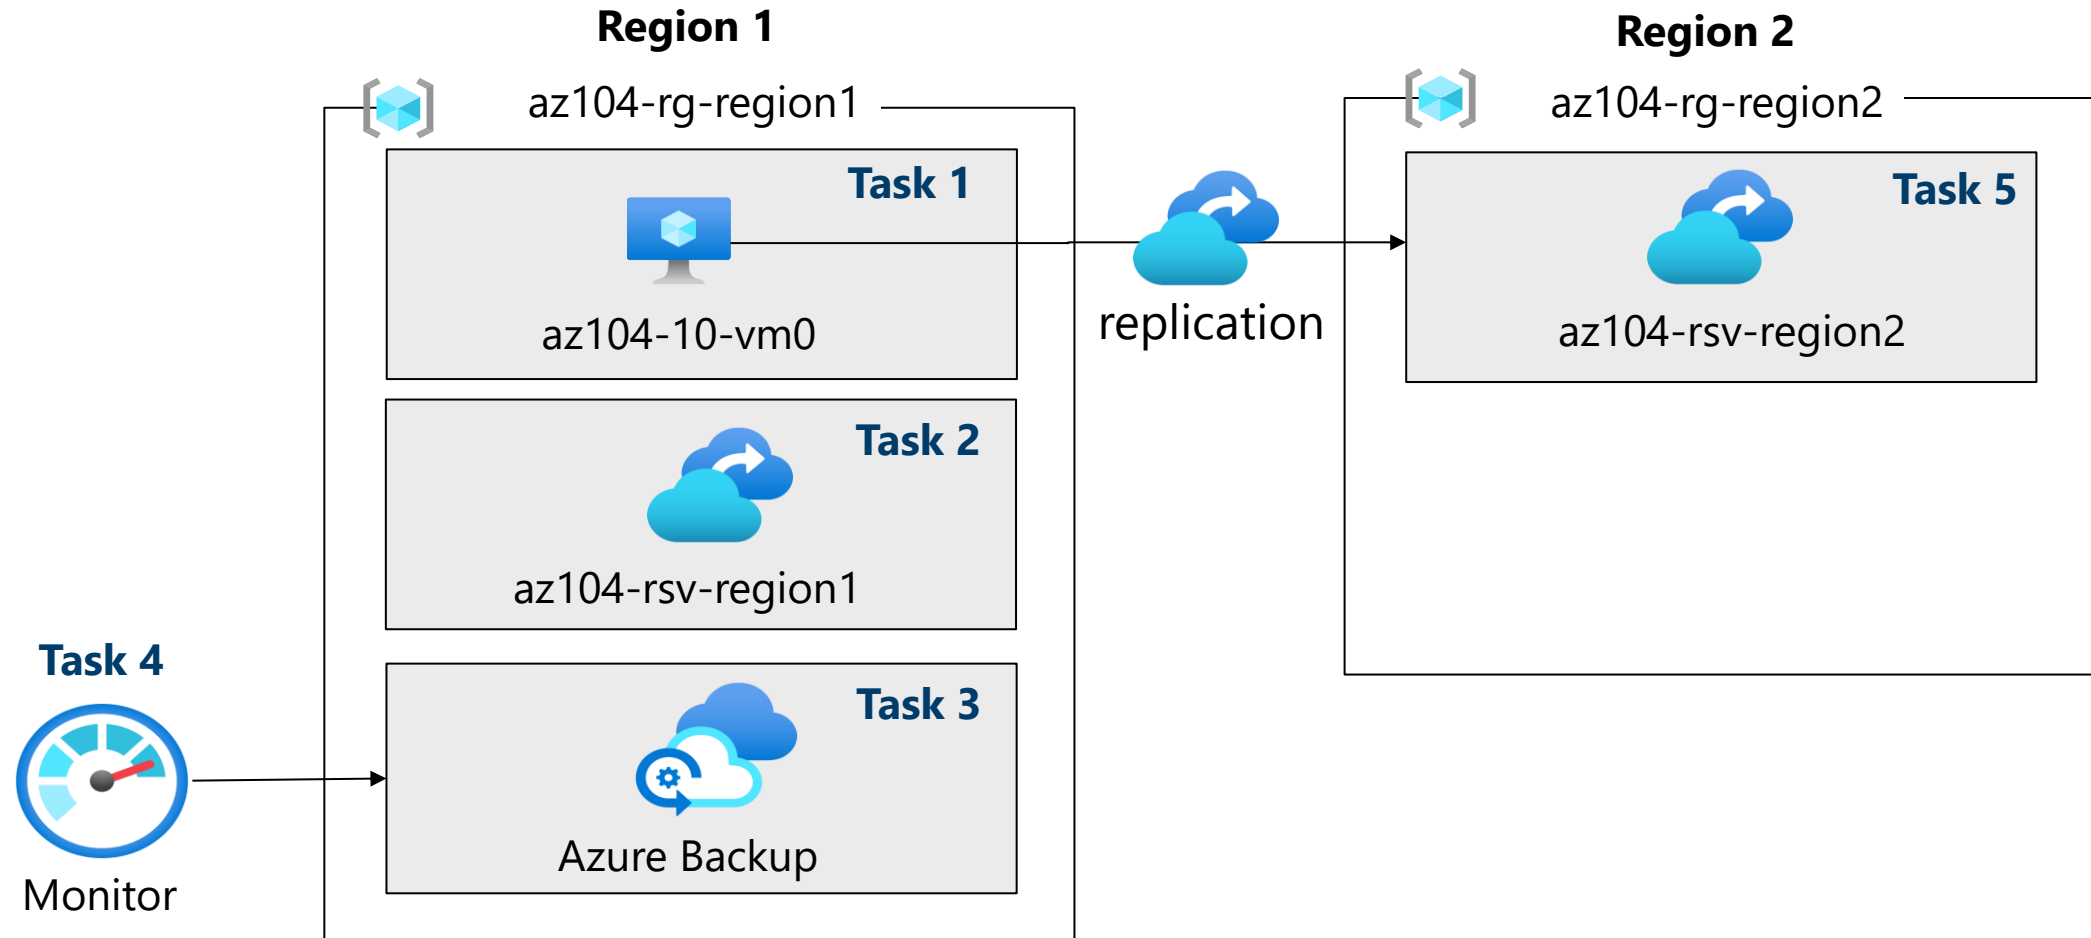 Region 1
az104-rg-region1
Task 1
az104-10-vm0
Task 2
az104-rsv-region1
Task 3
Azure Backup
Task 4
Monitor
replication
Region 2
az104-rg-region2
Task 5
az104-rsv-region2